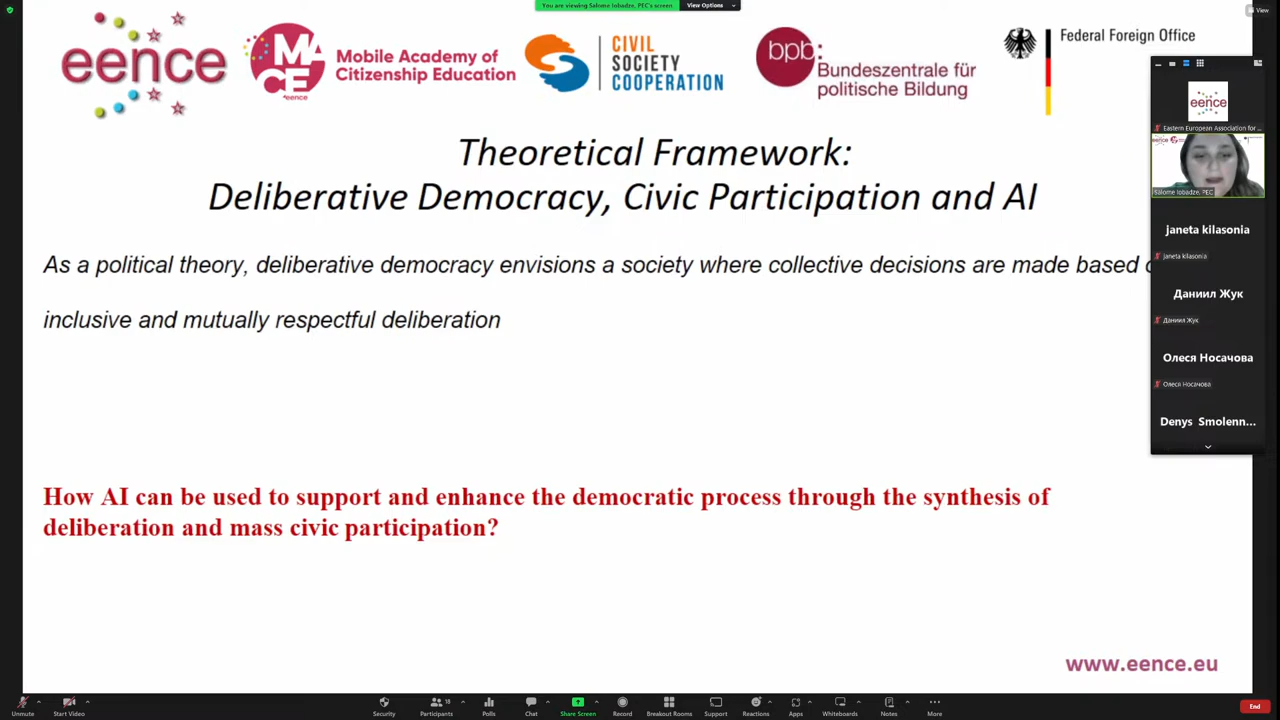 You are viewing Salome Iobadze, PEC's screen
View Options
View
eence
MACE
eence
Mobile Academy of
Citizenship Education
CIVIL
SOCIETY
COOPERATION
bpb:
Bundeszentrale für
politische Bildung
Federal Foreign Office
Theoretical Framework:
Deliberative Democracy, Civic Participation and AI
As a political theory, deliberative democracy envisions a society where collective decisions are made based
inclusive and mutually respectful deliberation
How AI can be used to support and enhance the democratic process through the synthesis of
deliberation and mass civic participation?
www.eence.eu
eence
Eastern European Association for ...
Salome Iobadze, PEC
janeta kilasonia
janeta kilasonia
Даниил Жук
Даниил Жук
Олеся Носачова
Олеся Носачова
Denys Smolenn...
Unmute
Start Video
Security
Participants
18
Polls
Chat
Share Screen
Record
Breakout Rooms
Support
Reactions
Apps
Whiteboards
Notes
More
End